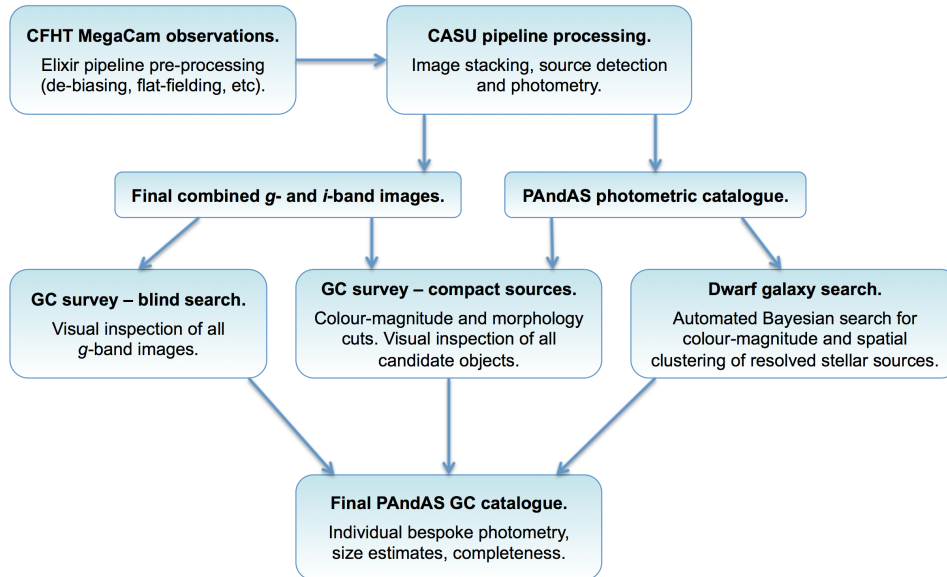 CFHT MegaCam observations.
Elixir pipeline pre-processing
(de-biasing, flat-fielding, etc).
CASU pipeline processing.
Image stacking, source detection
and photometry.
Final combined g- and i-band images.
PAndAS photometric catalogue.
GC survey – blind search.
Visual inspection of all
g-band images.
GC survey – compact sources.
Colour-magnitude and morphology
cuts. Visual inspection of all
candidate objects.
Dwarf galaxy search.
Automated Bayesian search for
colour-magnitude and spatial
clustering of resolved stellar sources.
Final PAndAS GC catalogue.
Individual bespoke photometry,
size estimates, completeness.